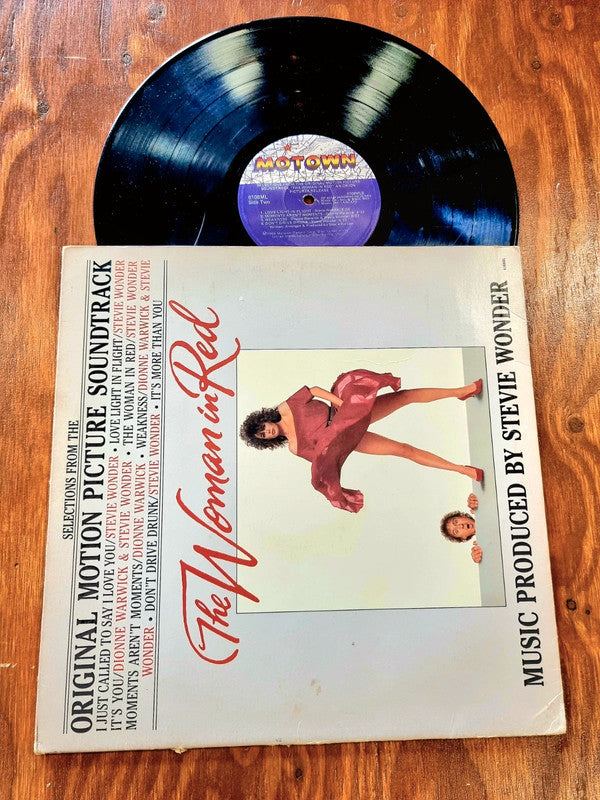 SELECTIONS FROM THE
ORIGINAL MOTION PICTURE SOUNDTRACK
I JUST CALLED TO SAY I LOVE YOU/STEVIE WONDER • LOVE LIGHT IN FLIGHT/STEVIE WONDER
IT'S YOU/DIONNE WARWICK & STEVIE WONDER • THE WOMAN IN RED/STEVIE WONDER
MOMENTS AREN'T MOMENTS/DIONNE WARWICK • WEAKNESS/DIONNE WARWICK & STEVIE
WONDER • DON'T DRIVE DRUNK/STEVIE WONDER • IT'S MORE THAN YOU
The Woman in Red
MUSIC PRODUCED BY STEVIE WONDER
MOTOWN
6108ML
Side Two